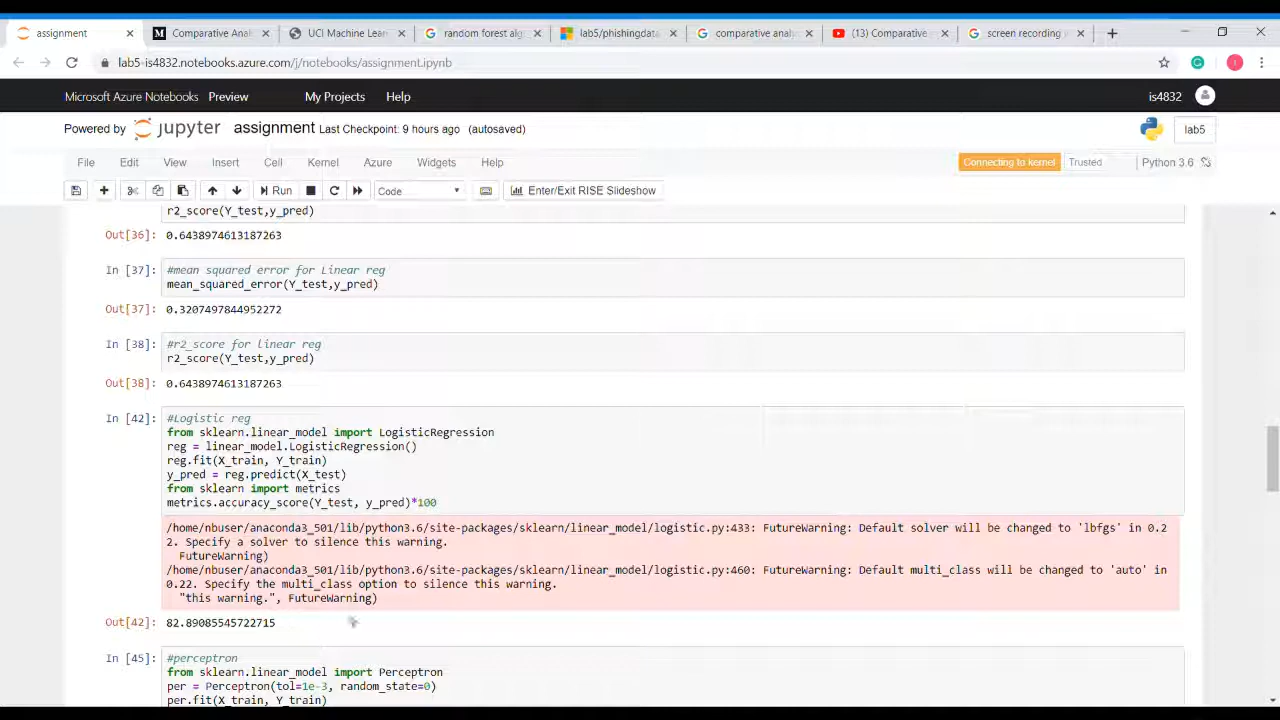 assignment
Comparative Anal
UCI Machine Lear
random forest alg
lab5/phishingdata
comparative analy
(13) Comparative
screen recording i
lab5-is4832.notebooks.azure.com/j/notebooks/assignment.ipynb
Microsoft Azure Notebooks Preview My Projects Help is4832
Powered by jupyter assignment Last Checkpoint: 9 hours ago (autosaved) lab5
File Edit View Insert Cell Kernel Azure Widgets Help Connecting to kernel Trusted Python 3.6
Run Code Enter/Exit RISE Slideshow
r2_score(Y_test,y_pred)
Out[36]: 0.6438974613187263
In [37]: #mean squared error for Linear reg
mean_squared_error(Y_test,y_pred)
Out[37]: 0.3207497844952272
In [38]: #r2_score for linear reg
r2_score(Y_test,y_pred)
Out[38]: 0.6438974613187263
In [42]: #Logistic reg
from sklearn.linear_model import LogisticRegression
reg = linear_model.LogisticRegression()
reg.fit(X_train, Y_train)
y_pred = reg.predict(X_test)
from sklearn import metrics
metrics.accuracy_score(Y_test, y_pred)*100
/home/nbuser/anaconda3_501/lib/python3.6/site-packages/sklearn/linear_model/logistic.py:433: FutureWarning: Default solver will be changed to 'lbfgs' in 0.2
2. Specify a solver to silence this warning.
FutureWarning)
/home/nbuser/anaconda3_501/lib/python3.6/site-packages/sklearn/linear_model/logistic.py:460: FutureWarning: Default multi_class will be changed to 'auto' in
0.22. Specify the multi_class option to silence this warning.
"this warning.", FutureWarning)
Out[42]: 82.89085545722715
In [45]: #perceptron
from sklearn.linear_model import Perceptron
per = Perceptron(tol=1e-3, random_state=0)
per.fit(X_train, Y_train)